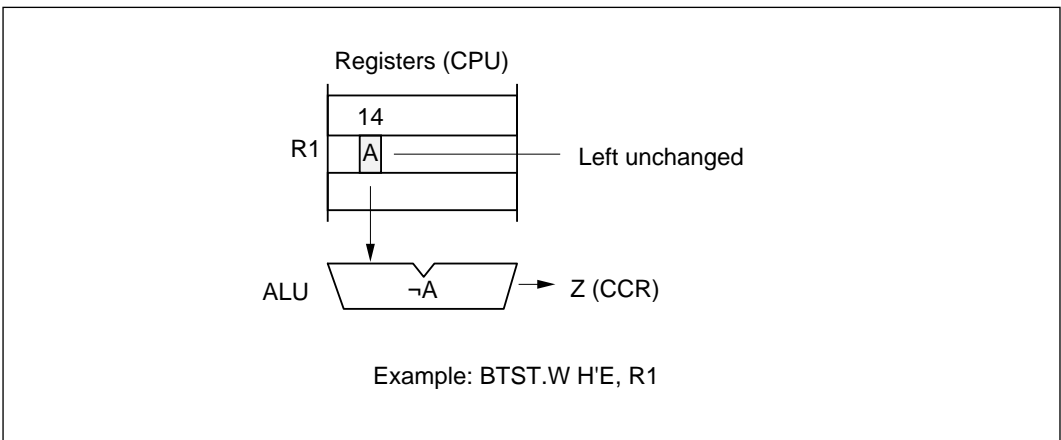 Registers (CPU)
14
R1 A Left unchanged
ALU ¬A Z (CCR)
Example: BTST.W H'E, R1